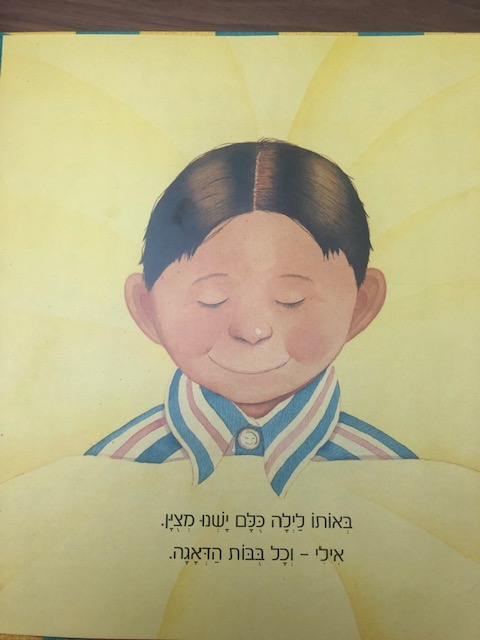 בְּאוֹתוֹ לַיְלָה כֻּלָּם יָשְׁנוּ מְצֻיָּן.
אִילִי – וְכָל בֻּבּוֹת הַדְּאָגָה.